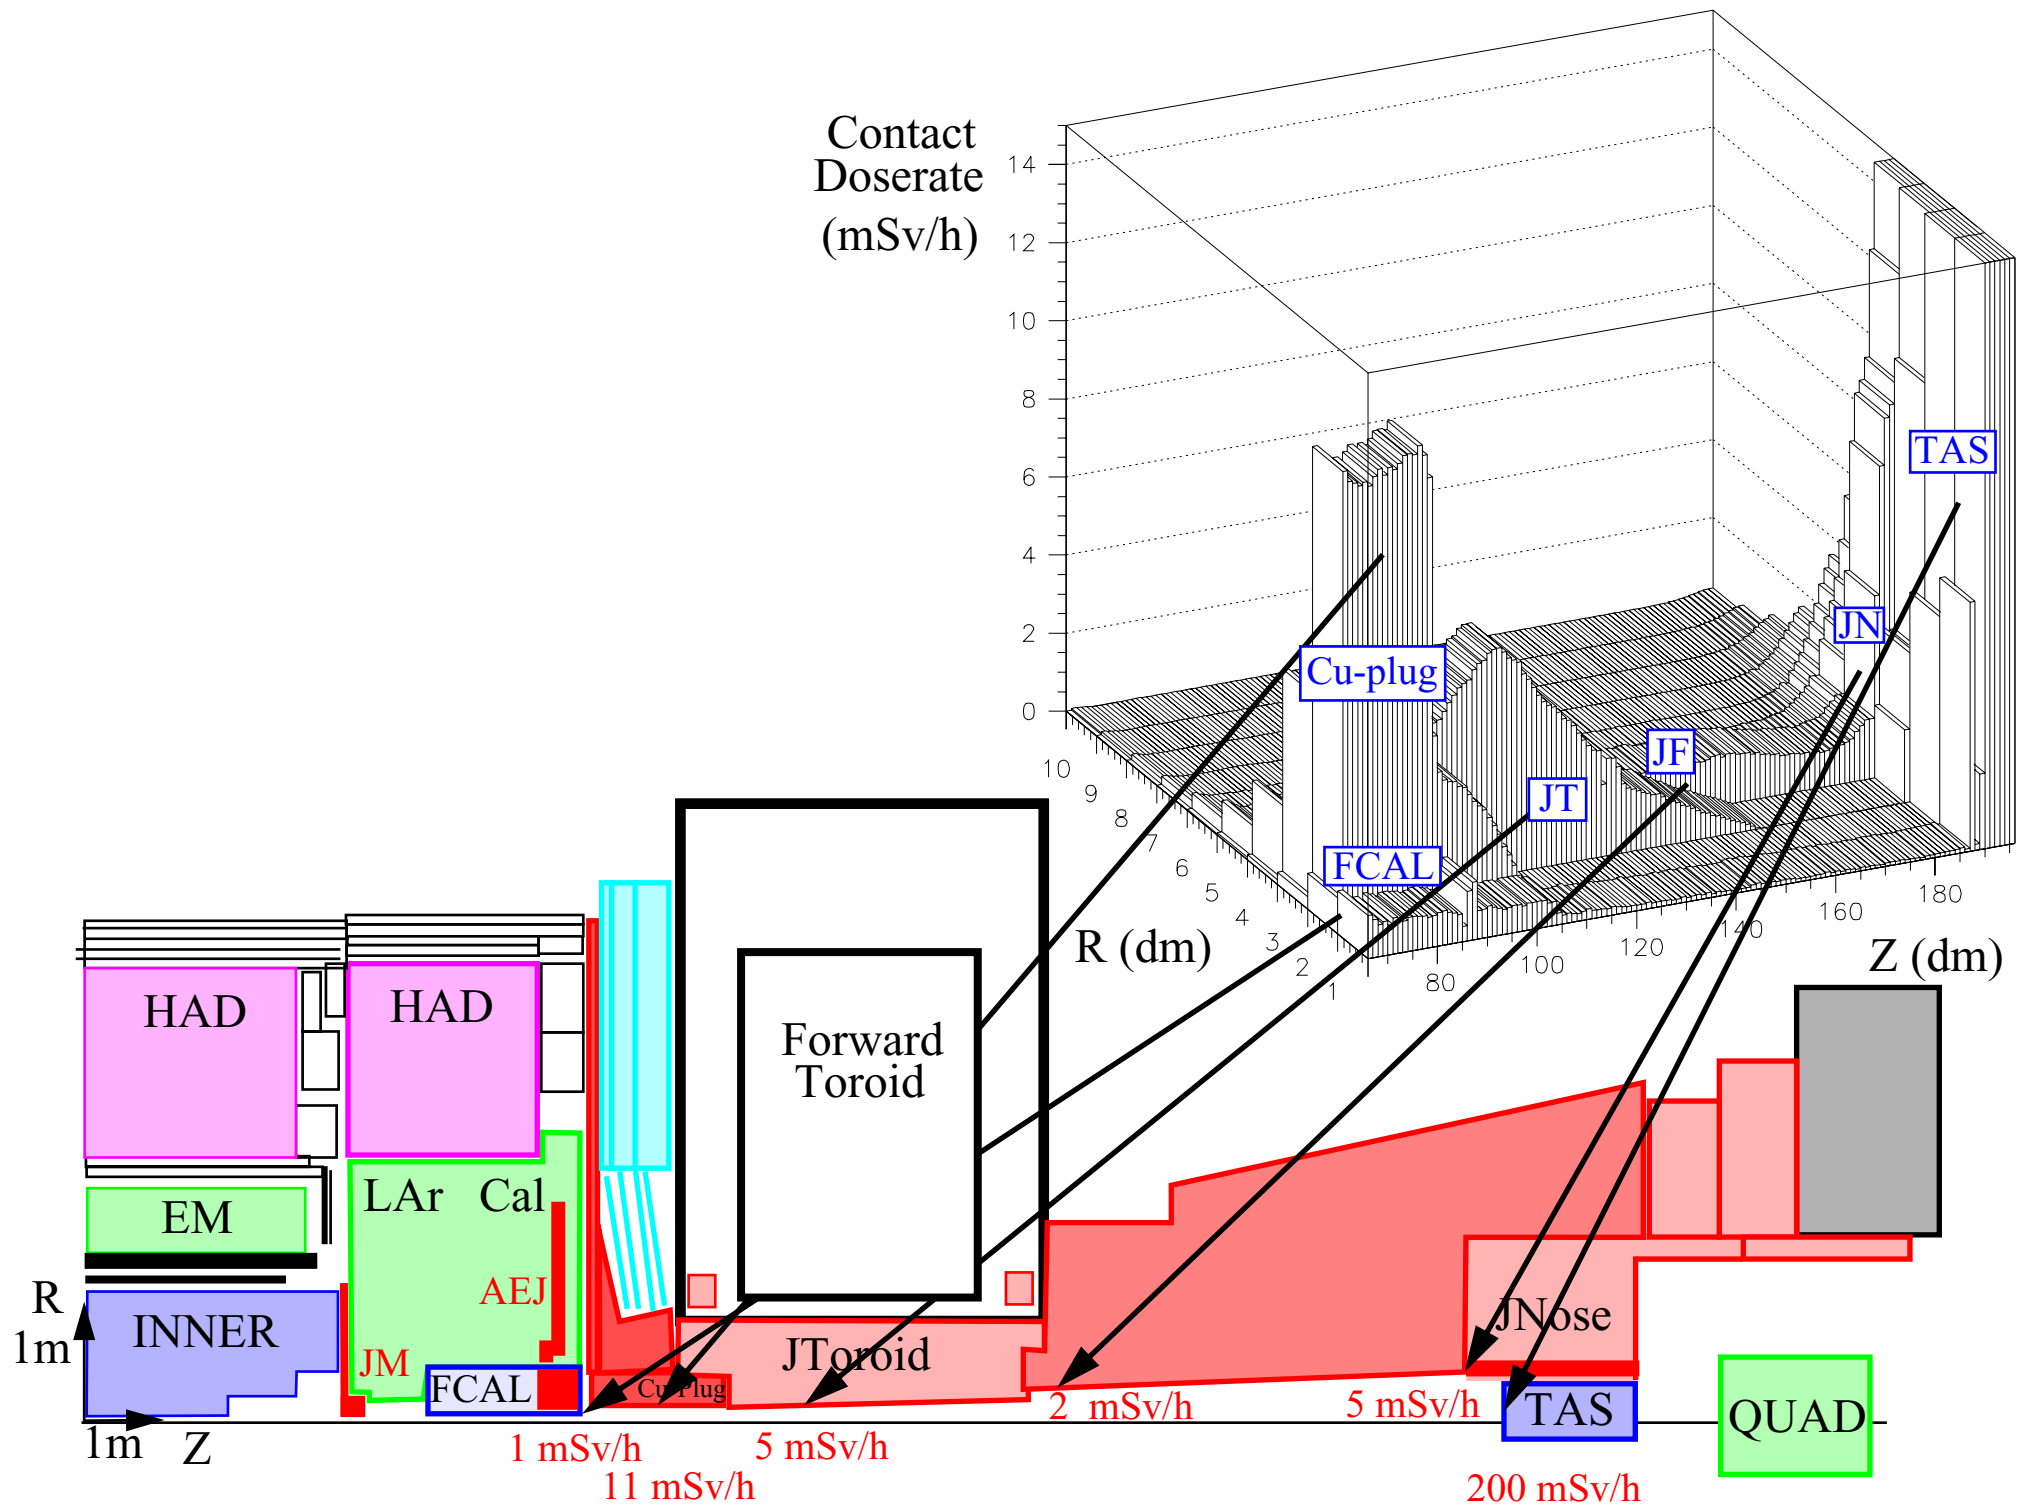 Contact
Doserate
(mSv/h)
14
12
10
8
6
4
2
0
10
9
8
7
6
5
4
3
2
1
R (dm)
80
100
120
140
160
180
Z (dm)
TAS
JN
Cu-plug
JF
JT
FCAL
HAD
HAD
Forward
Toroid
LAr Cal
EM
AEJ
R
1m
INNER
JM
FCAL
Cu-Plug
JToroid
JNose
TAS
QUAD
1m
Z
1 mSv/h
11 mSv/h
5 mSv/h
2 mSv/h
5 mSv/h
200 mSv/h